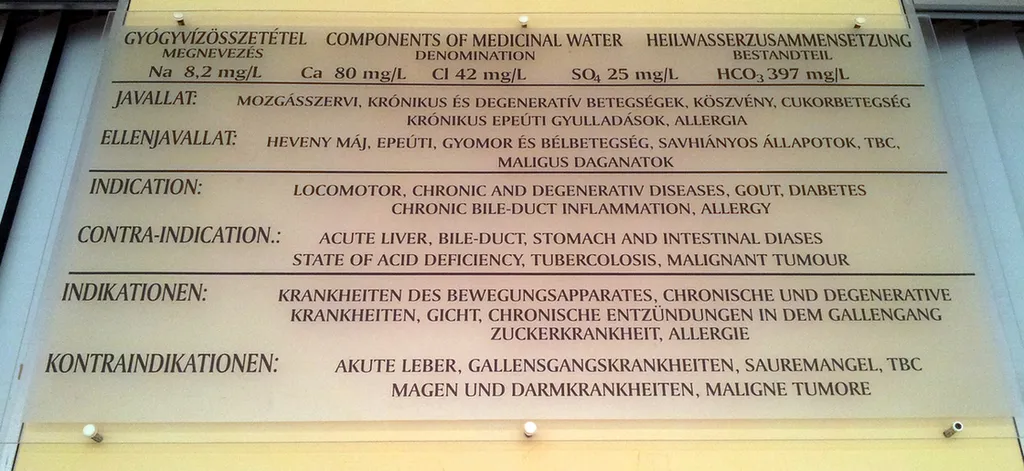 GYÓGYVÍZÖSSZETÉTEL COMPONENTS OF MEDICINAL WATER HEILWASSERZUSAMMENSETZUNG
MEGNEVEZÉS DENOMINATION BESTANDTEIL
Na 8,2 mg/L Ca 80 mg/L Cl 42 mg/L SO₄ 25 mg/L HCO₃ 397 mg/L
JAVALLAT: MOZGÁSSZERVI, KRÓNIKUS ÉS DEGENERATÍV BETEGSÉGEK, KÖSZVÉNY, CUKORBETEGSÉG
KRÓNIKUS EPEÚTI GYULLADÁSOK, ALLERGIA
ELLENJAVALLAT: HEVENY MÁJ, EPEÚTI, GYOMOR ÉS BÉLBETEGSÉG, SAVHIÁNYOS ÁLLAPOTOK, TBC,
MALIGUS DAGANATOK
INDICATION: LOCOMOTOR, CHRONIC AND DEGENERATIV DISEASES, GOUT, DIABETES
CHRONIC BILE-DUCT INFLAMMATION, ALLERGY
CONTRA-INDICATION.: ACUTE LIVER, BILE-DUCT, STOMACH AND INTESTINAL DIASES
STATE OF ACID DEFICIENCY, TUBERCOLOSIS, MALIGNANT TUMOUR
INDIKATIONEN: KRANKHEITEN DES BEWEGUNGSAPPARATES, CHRONISCHE UND DEGENERATIVE
KRANKHEITEN, GICHT, CHRONISCHE ENTZÜNDUNGEN IN DEM GALLENGANG
ZUCKERKRANKHEIT, ALLERGIE
KONTRAINDIKATIONEN: AKUTE LEBER, GALLENSGANGSKRANKHEITEN, SAUREMANGEL, TBC
MAGEN UND DARMKRANKHEITEN, MALIGNE TUMORE